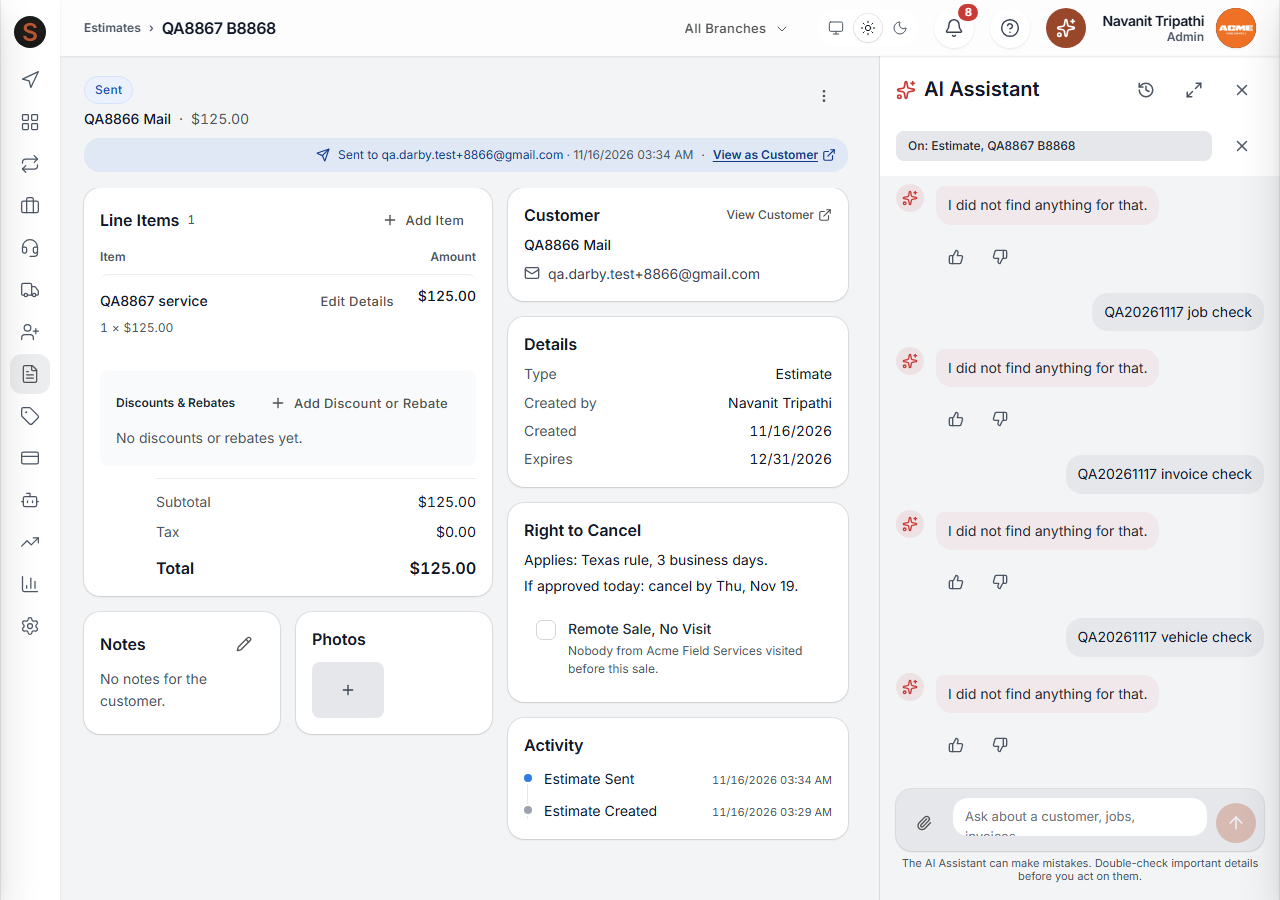 S
Estimates › QA8867 B8868
All Branches
8
Navanit Tripathi
Admin
ACME
Sent
QA8866 Mail · $125.00
Sent to qa.darby.test+8866@gmail.com · 11/16/2026 03:34 AM · View as Customer
Line Items 1
Add Item
Item
Amount
QA8867 service
Edit Details
$125.00
1 × $125.00
Discounts & Rebates
Add Discount or Rebate
No discounts or rebates yet.
Subtotal
$125.00
Tax
$0.00
Total
$125.00
Notes
No notes for the
customer.
Photos
Customer
View Customer
QA8866 Mail
qa.darby.test+8866@gmail.com
Details
Type
Estimate
Created by
Navanit Tripathi
Created
11/16/2026
Expires
12/31/2026
Right to Cancel
Applies: Texas rule, 3 business days.
If approved today: cancel by Thu, Nov 19.
Remote Sale, No Visit
Nobody from Acme Field Services visited
before this sale.
Activity
Estimate Sent
11/16/2026 03:34 AM
Estimate Created
11/16/2026 03:29 AM
AI Assistant
On: Estimate, QA8867 B8868
I did not find anything for that.
QA20261117 job check
I did not find anything for that.
QA20261117 invoice check
I did not find anything for that.
QA20261117 vehicle check
I did not find anything for that.
Ask about a customer, jobs,
The AI Assistant can make mistakes. Double-check important details
before you act on them.